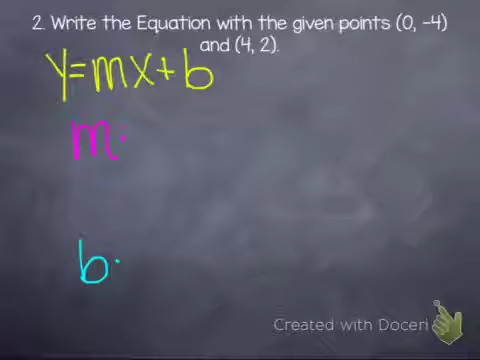 2. Write the Equation with the given points (0, -4)
and (4, 2).
y=mx+b
m:
b:
Created with Doceri